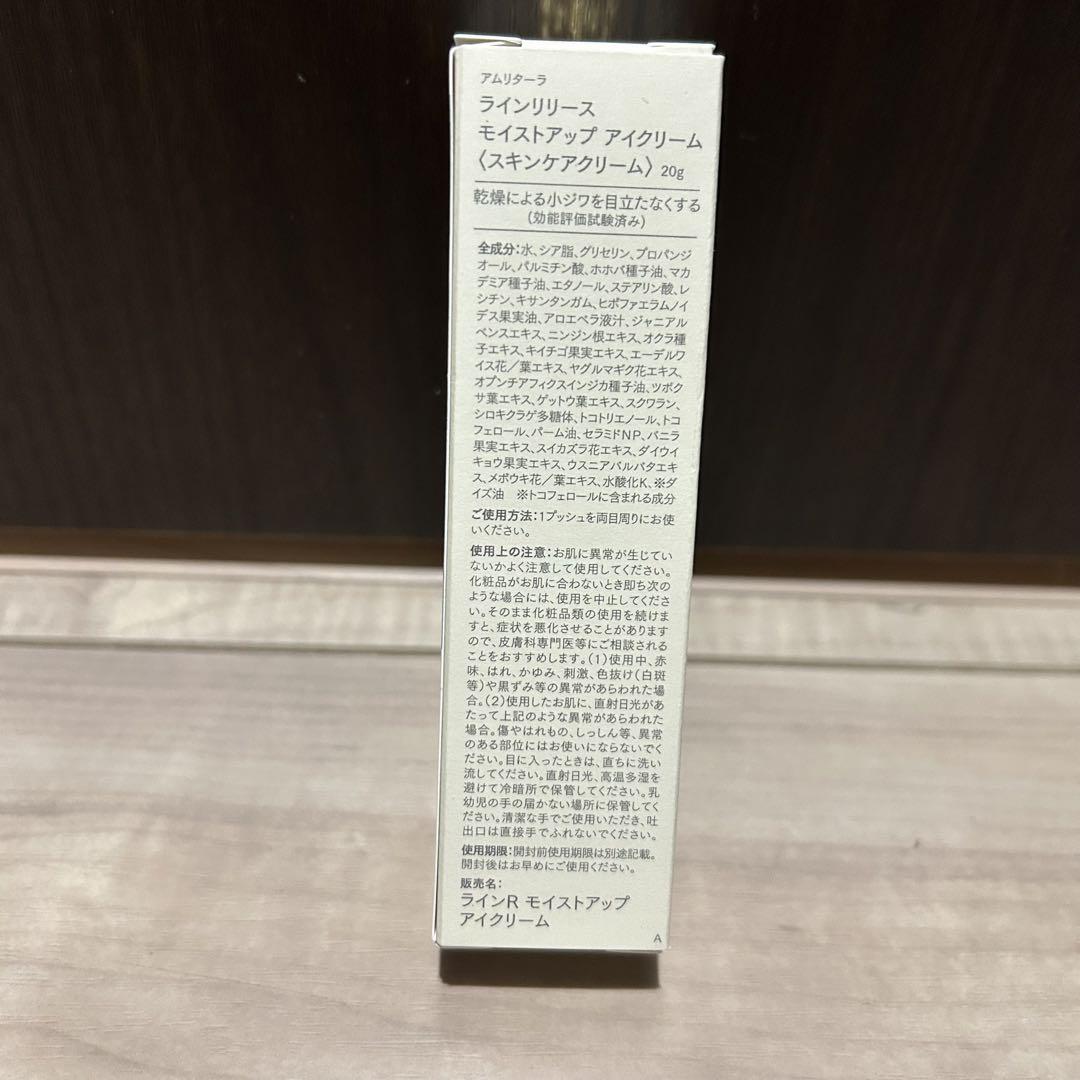 アムリターラ
ラインリリース
モイストアップ アイクリーム
〈スキンケアクリーム〉 20g
乾燥による小ジワを目立たなくする
(効能評価試験済み)
全成分:水、シア脂、グリセリン、プロパンジ
オール、パルミチン酸、ホホバ種子油、マカ
デミア種子油、エタノール、ステアリン酸、レ
シチン、キサンタンガム、ヒポファエラムノイ
デス果実油、アロエベラ液汁、ジャニアル
ベンスエキス、ニンジン根エキス、オクラ種
子エキス、キイチゴ果実エキス、エーデルワ
イス花/葉エキス、ヤグルマギク花エキス、
オプンチアフィクスインジカ種子油、ツボク
サ葉エキス、ゲットウ葉エキス、スクワラン、
シロキクラゲ多糖体、トコトリエノール、トコ
フェロール、パーム油、セラミドNP、バニラ
果実エキス、スイカズラ花エキス、ダイウイ
キョウ果実エキス、ウスニアバルバタエキ
ス、メボウキ花/葉エキス、水酸化K、※ダ
イズ油 ※トコフェロールに含まれる成分
ご使用方法:1プッシュを両目周りにお使
いください。
使用上の注意:お肌に異常が生じてい
ないかよく注意して使用してください。
化粧品がお肌に合わないとき即ち次の
ような場合には、使用を中止してくださ
い。そのまま化粧品類の使用を続けま
すと、症状を悪化させることがあります
ので、皮膚科専門医等にご相談される
ことをおすすめします。(1)使用中、赤
味、はれ、かゆみ、刺激、色抜け(白斑
等)や黒ずみ等の異常があらわれた場
合。(2)使用したお肌に、直射日光があ
たって上記のような異常があらわれた
場合。傷やはれもの、しっしん等、異常
のある部位にはお使いにならないでく
ださい。目に入ったときは、直ちに洗い
流してください。直射日光、高温多湿を
避けて冷暗所で保管してください。乳
幼児の手の届かない場所に保管してく
ださい。清潔な手でご使用いただき、吐
出口は直接手でふれないでください。
使用期限:開封前使用期限は別途記載。
開封後はお早めにご使用ください。
販売名:
ラインR モイストアップ
アイクリーム
A